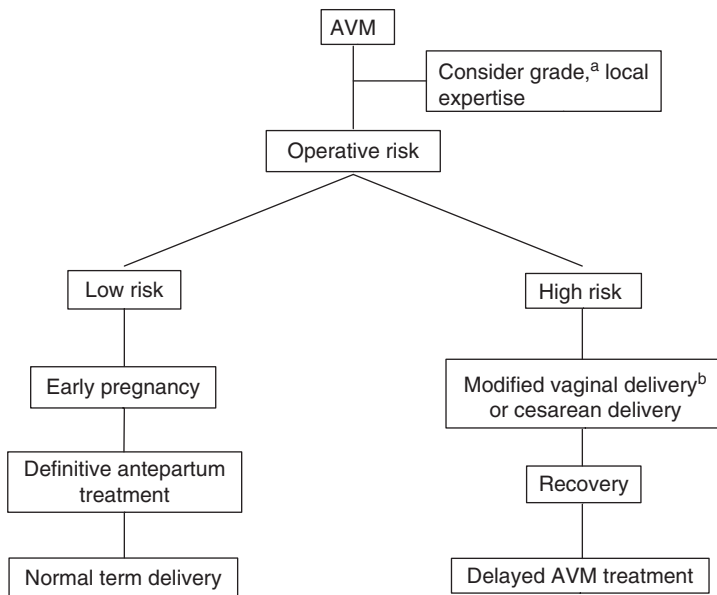 AVM
Consider grade,ᵃ local
expertise
Operative risk
Low risk
High risk
Early pregnancy
Modified vaginal deliveryᵇ
or cesarean delivery
Definitive antepartum
treatment
Recovery
Normal term delivery
Delayed AVM treatment